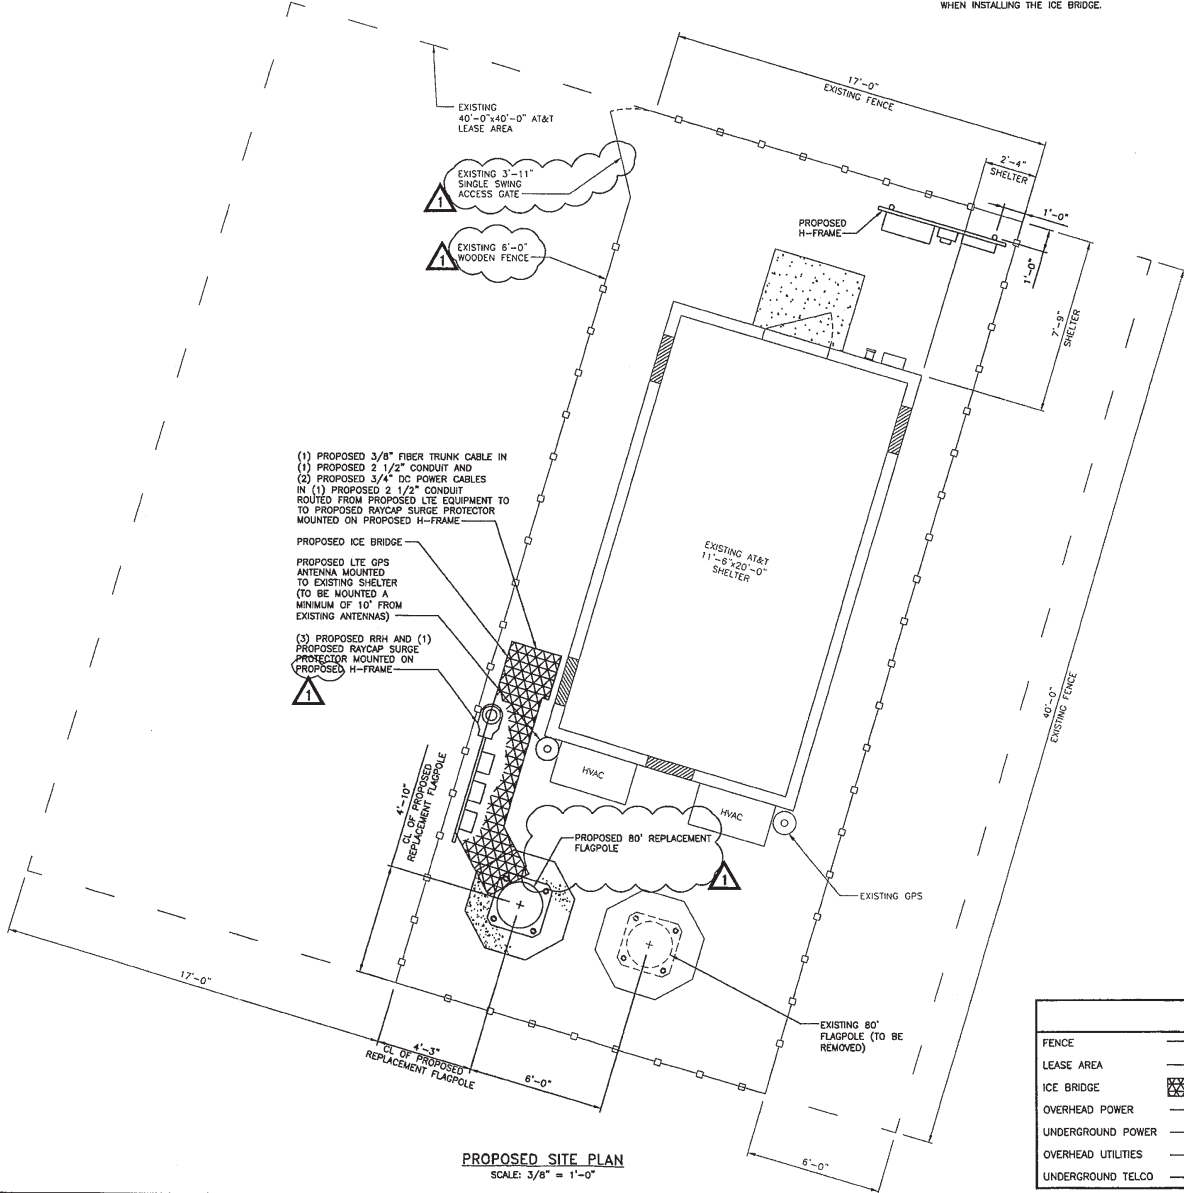 WHEN INSTALLING THE ICE BRIDGE.
17'-0"
EXISTING FENCE
EXISTING
40'-0"x40'-0" AT&T
LEASE AREA
2'-4"
SHELTER
EXISTING 3'-11"
SINGLE SWING
ACCESS GATE
1
PROPOSED
H-FRAME
1'-0"
1'-0"
EXISTING 6'-0"
WOODEN FENCE
1
7'-9"
SHELTER
(1) PROPOSED 3/8" FIBER TRUNK CABLE IN
(1) PROPOSED 2 1/2" CONDUIT AND
(2) PROPOSED 3/4" DC POWER CABLES
IN (1) PROPOSED 2 1/2" CONDUIT
ROUTED FROM PROPOSED LTE EQUIPMENT TO
TO PROPOSED RAYCAP SURGE PROTECTOR
MOUNTED ON PROPOSED H-FRAME
PROPOSED ICE BRIDGE
EXISTING AT&T
11'-6"x20'-0"
SHELTER
PROPOSED LTE GPS
ANTENNA MOUNTED
TO EXISTING SHELTER
(TO BE MOUNTED A
MINIMUM OF 10' FROM
EXISTING ANTENNAS)
(3) PROPOSED RRH AND (1)
PROPOSED RAYCAP SURGE
PROTECTOR MOUNTED ON
PROPOSED H-FRAME
1
40'-0"
EXISTING FENCE
4'-10"
CL OF PROPOSED
REPLACEMENT FLAGPOLE
HVAC
HVAC
PROPOSED 80' REPLACEMENT
FLAGPOLE
1
EXISTING GPS
17'-0"
EXISTING 80'
FLAGPOLE (TO BE
REMOVED)
4'-3"
CL OF PROPOSED
REPLACEMENT FLAGPOLE
6'-0"
6'-0"
PROPOSED SITE PLAN
SCALE: 3/8" = 1'-0"
FENCE
LEASE AREA
ICE BRIDGE
OVERHEAD POWER
UNDERGROUND POWER
OVERHEAD UTILITIES
UNDERGROUND TELCO